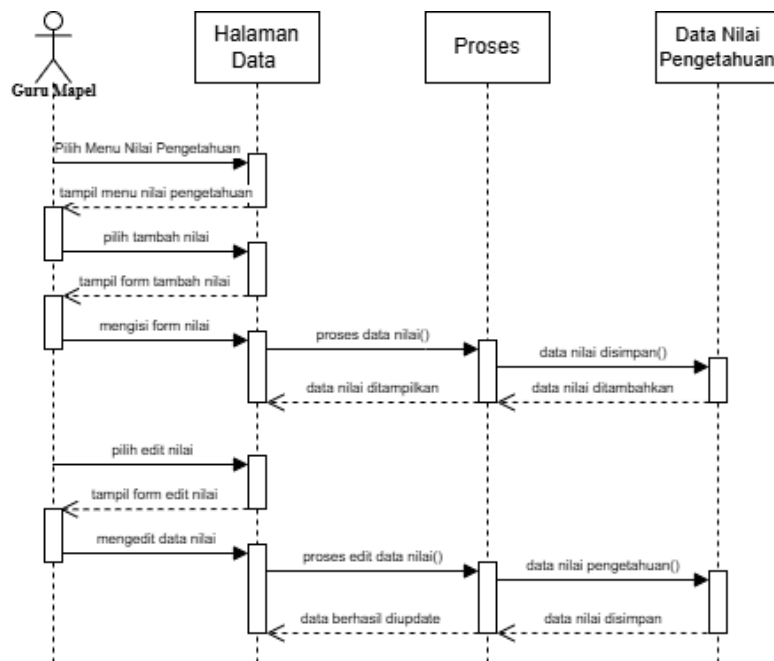 Guru Mapel
Halaman
Data
Proses
Data Nilai
Pengetahuan
Pilih Menu Nilai Pengetahuan
tampil menu nilai pengetahuan
pilih tambah nilai
tampil form tambah nilai
mengisi form nilai
proses data nilai()
data nilai disimpan()
data nilai ditampilkan
data nilai ditambahkan
pilih edit nilai
tampil form edit nilai
mengedit data nilai
proses edit data nilai()
data nilai pengetahuan()
data berhasil diupdate
data nilai disimpan